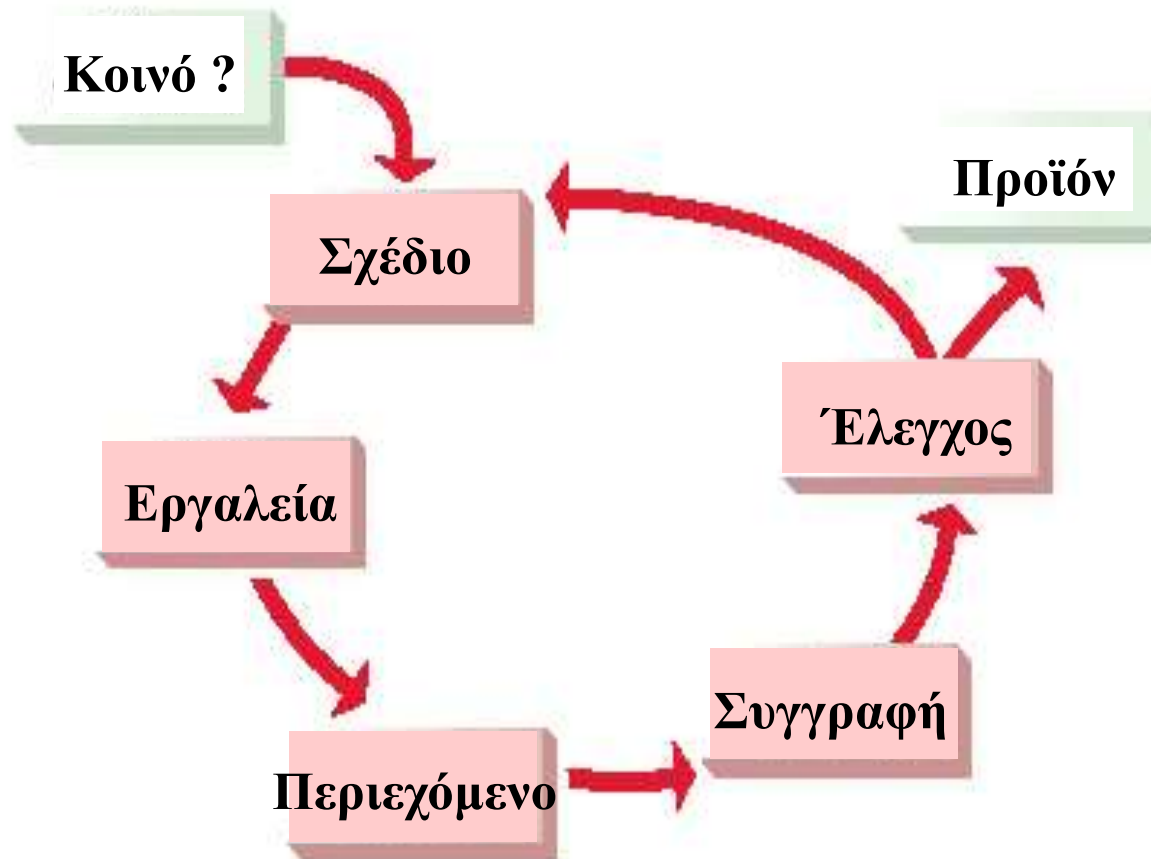 Κοινό ?
Προϊόν
Σχέδιο
Έλεγχος
Εργαλεία
Συγγραφή
Περιεχόμενο